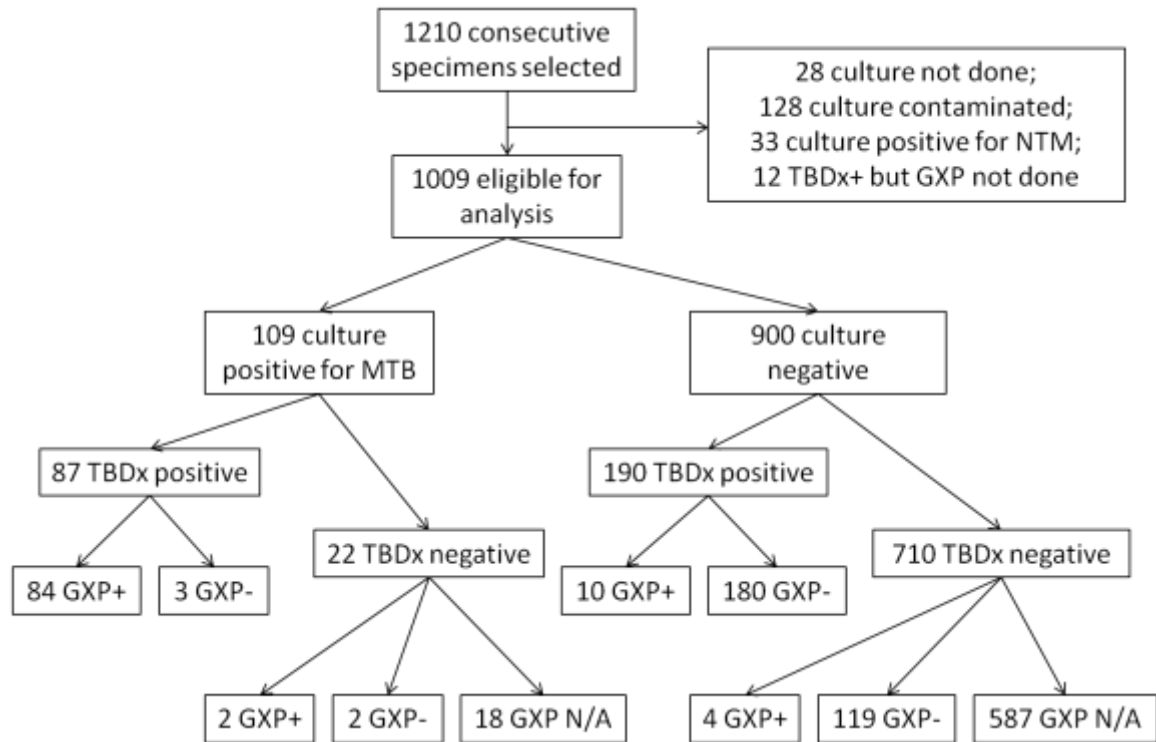 1210 consecutive
specimens selected
28 culture not done;
128 culture contaminated;
33 culture positive for NTM;
12 TBDx+ but GXP not done
1009 eligible for
analysis
109 culture
positive for MTB
900 culture
negative
87 TBDx positive
190 TBDx positive
22 TBDx negative
710 TBDx negative
84 GXP+
3 GXP-
10 GXP+
180 GXP-
2 GXP+
2 GXP-
18 GXP N/A
4 GXP+
119 GXP-
587 GXP N/A